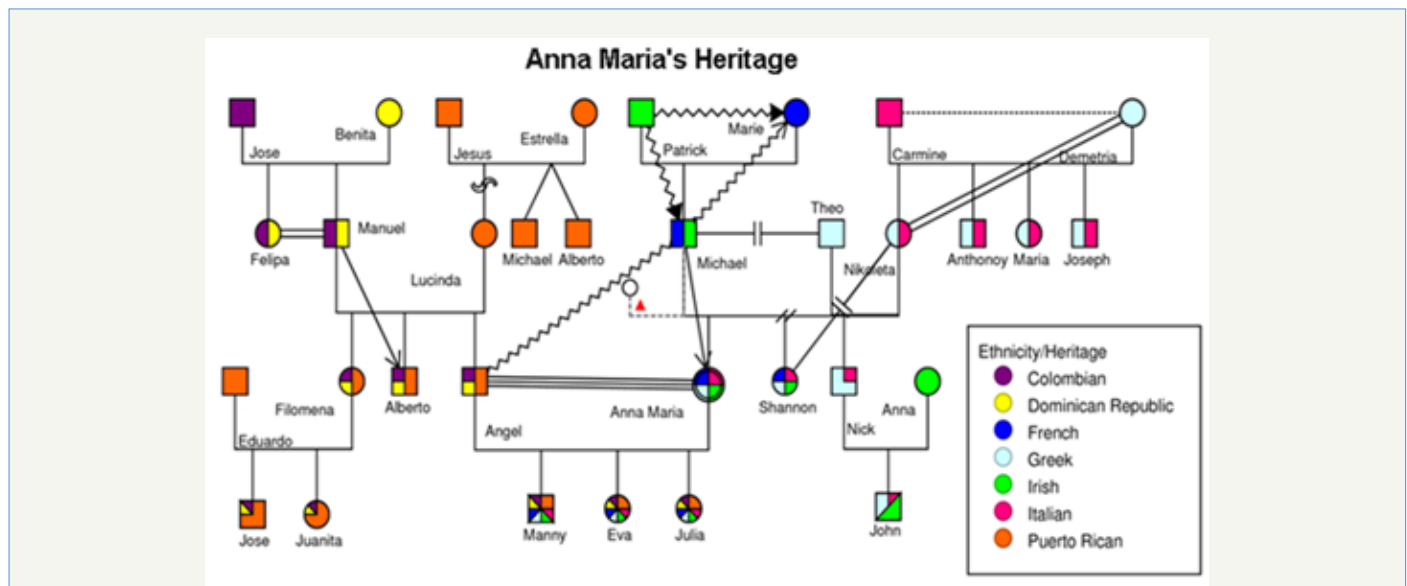 Anna Maria's Heritage
Benita
Jose
Estrella
Jesus
Marie
Patrick
Carmine
Demetria
Theo
Manuel
Felipa
Michael
Alberto
Michael
Nikoleta
Anthonoy
Maria
Joseph
Lucinda
Filomena
Alberto
Anna Maria
Shannon
Anna
Eduardo
Angel
Nick
Jose
Juanita
Manny
Eva
Julia
John
Ethnicity/Heritage
Colombian
Dominican Republic
French
Greek
Irish
Italian
Puerto Rican